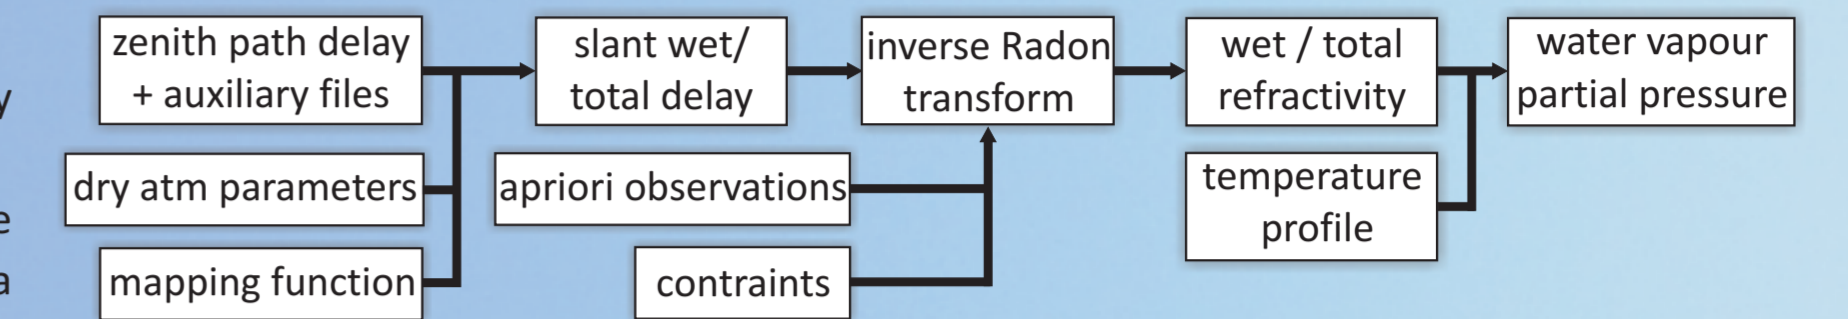 zenith path delay
+ auxiliary files
slant wet/
total delay
inverse Radon
transform
wet / total
refractivity
water vapour
partial pressure
y
dry atm parameters
apriori observations
temperature
profile
e
mapping function
contraints
a